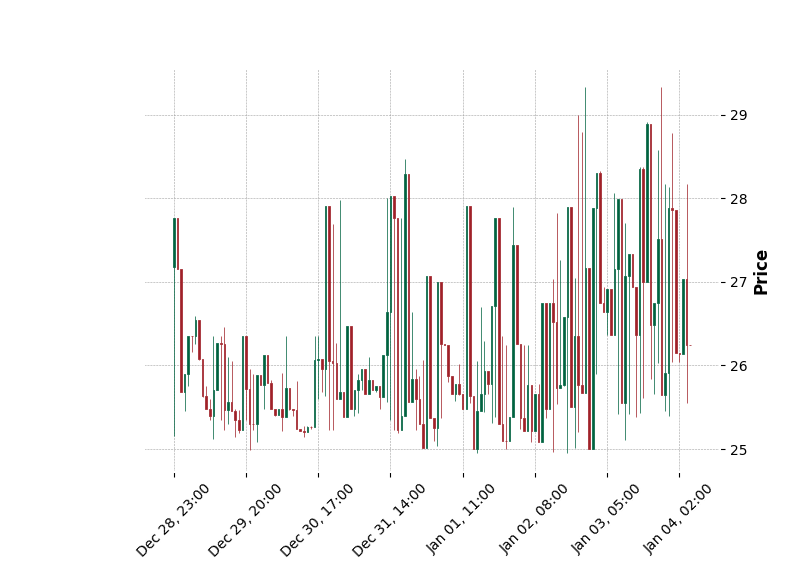 29
28
27
26
25
Price
Dec 28, 23:00
Dec 29, 20:00
Dec 30, 17:00
Dec 31, 14:00
Jan 01, 11:00
Jan 02, 08:00
Jan 03, 05:00
Jan 04, 02:00